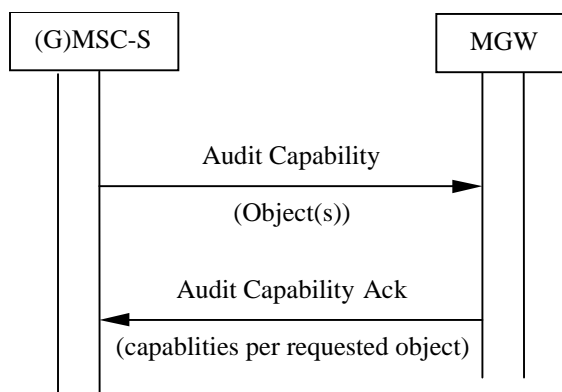 (G)MSC-S
MGW
Audit Capability
(Object(s))
Audit Capability Ack
(capablities per requested object)